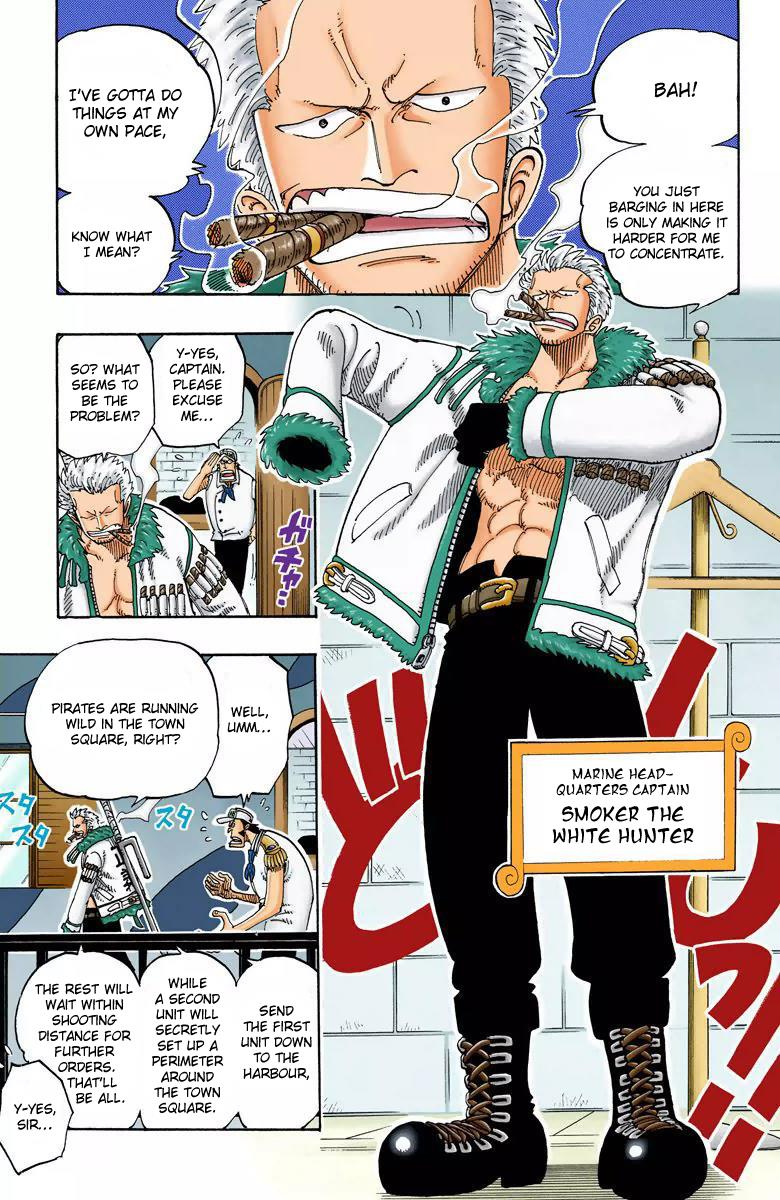 BAH!
YOU JUST
BARGING IN HERE
IS ONLY MAKING IT
HARDER FOR ME
TO CONCENTRATE.
I'VE GOTTA DO
THINGS AT MY
OWN PACE,
KNOW WHAT
I MEAN?
MARINE HEAD-
QUARTERS CAPTAIN
SMOKER THE
WHITE HUNTER
ど
んっ!!
Y-YES,
CAPTAIN.
PLEASE
EXCUSE
ME...
SO? WHAT
SEEMS TO
BE THE
PROBLEM?
ガチャ...
WELL,
UMM...
PIRATES ARE RUNNING
WILD IN THE TOWN
SQUARE, RIGHT?
スタ
スタ
スタ
SEND
THE FIRST
UNIT DOWN
TO THE
HARBOUR,
WHILE
A SECOND
UNIT WILL
SECRETLY
SET UP A
PERIMETER
AROUND
THE TOWN
SQUARE.
THE REST WILL
WAIT WITHIN
SHOOTING
DISTANCE FOR
FURTHER
ORDERS.
THAT'LL
BE ALL.
Y-YES,
SIR...